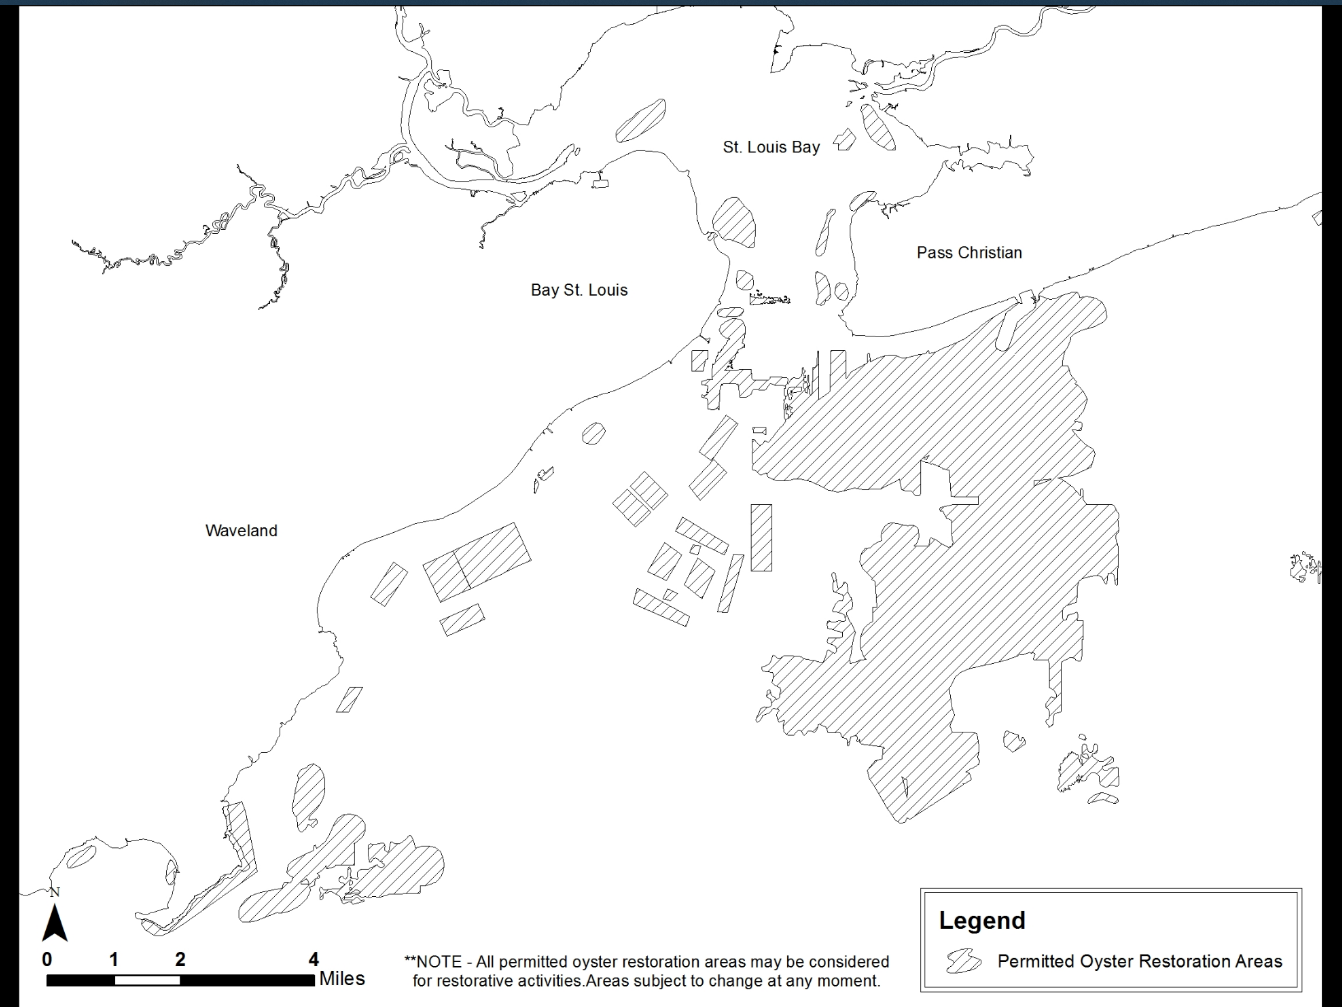 St. Louis Bay
Pass Christian
Bay St. Louis
Waveland
N
0 1 2 4
Miles
**NOTE - All permitted oyster restoration areas may be considered
for restorative activities.Areas subject to change at any moment.
Legend
Permitted Oyster Restoration Areas